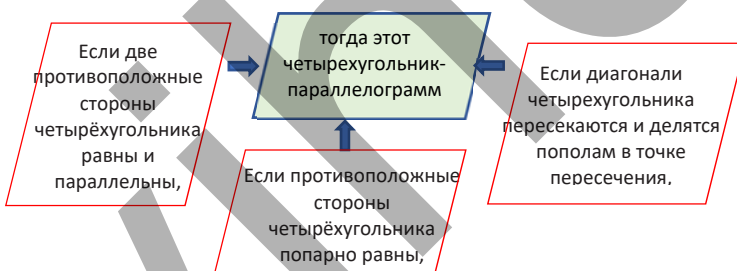 Если две
противоположные
стороны
четырёхугольника
равны и
параллельны,
тогда этот
четырехугольник-
параллелограмм
Если диагонали
четырехугольника
пересекаются и делятся
пополам в точке
пересечения,
Если противоположные
стороны
четырёхугольника
попарно равны,